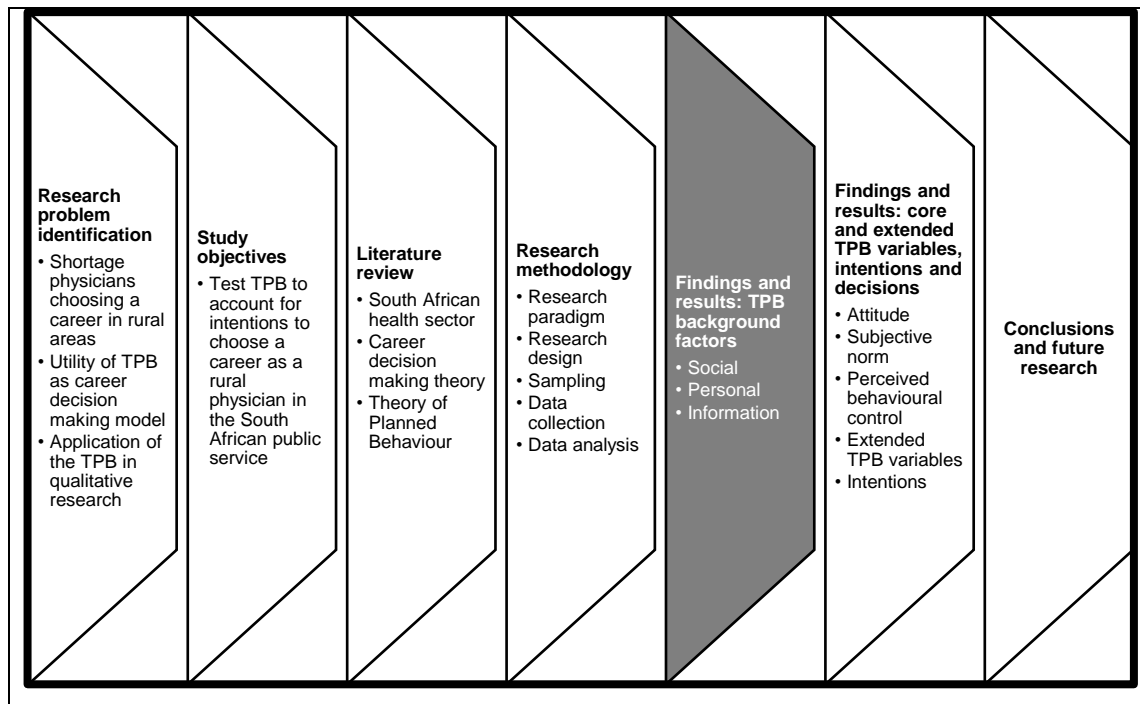 Research
problem
identification
• Shortage
physicians
choosing a
career in rural
areas
• Utility of TPB
as career
decision
making model
• Application of
the TPB in
qualitative
research
Study
objectives
• Test TPB to
account for
intentions to
choose a
career as a
rural
physician in
the South
African public
service
Literature
review
• South African
health sector
• Career
decision
making theory
• Theory of
Planned
Behaviour
Research
methodology
• Research
paradigm
• Research
design
• Sampling
• Data
collection
• Data analysis
Findings and
results: TPB
background
factors
• Social
• Personal
• Information
Findings and
results: core
and extended
TPB variables,
intentions and
decisions
• Attitude
• Subjective
norm
• Perceived
behavioural
control
• Extended
TPB variables
• Intentions
Conclusions
and future
research